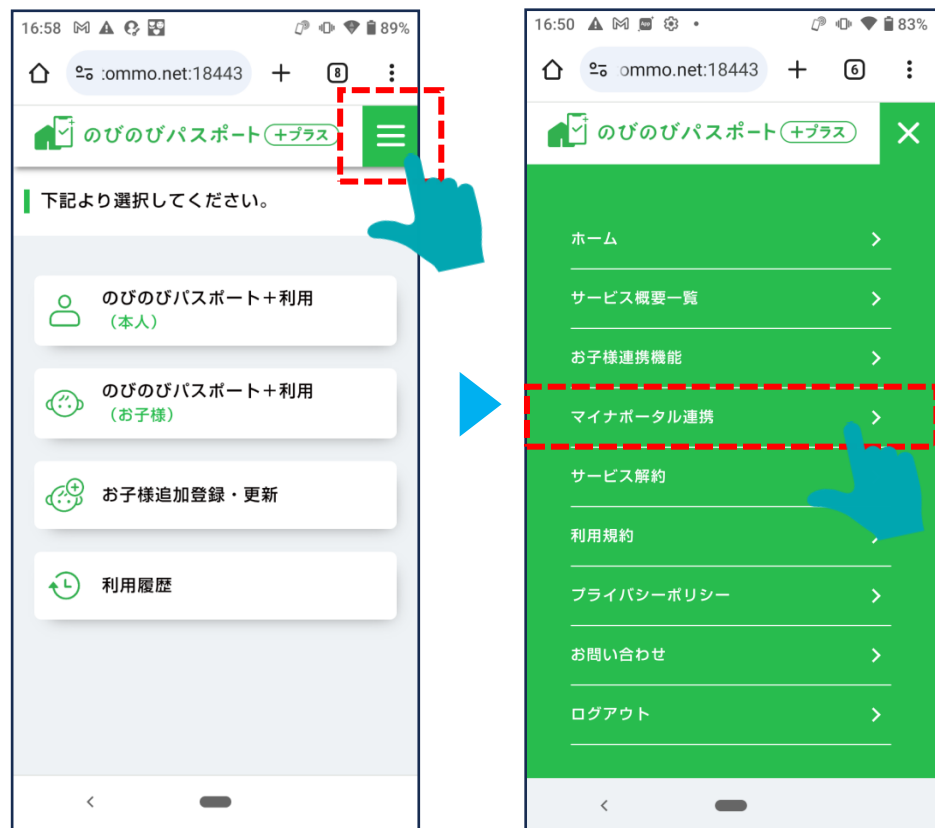 16:58
89%
:ommo.net:18443
8
のびのびパスポート +プラス
下記より選択してください。
のびのびパスポート+利用
(本人)
のびのびパスポート+利用
(お子様)
お子様追加登録・更新
利用履歴
16:50
83%
ommo.net:18443
6
のびのびパスポート +プラス
ホーム
サービス概要一覧
お子様連携機能
マイナポータル連携
サービス解約
利用規約
プライバシーポリシー
お問い合わせ
ログアウト